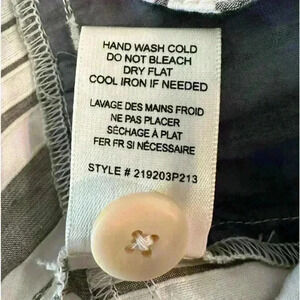 HAND WASH COLD
DO NOT BLEACH
DRY FLAT
COOL IRON IF NEEDED
LAVAGE DES MAINS FROID
NE PAS PLACER
SÉCHAGE À PLAT
FER FR SI NÉCESSAIRE
STYLE # 219203P213